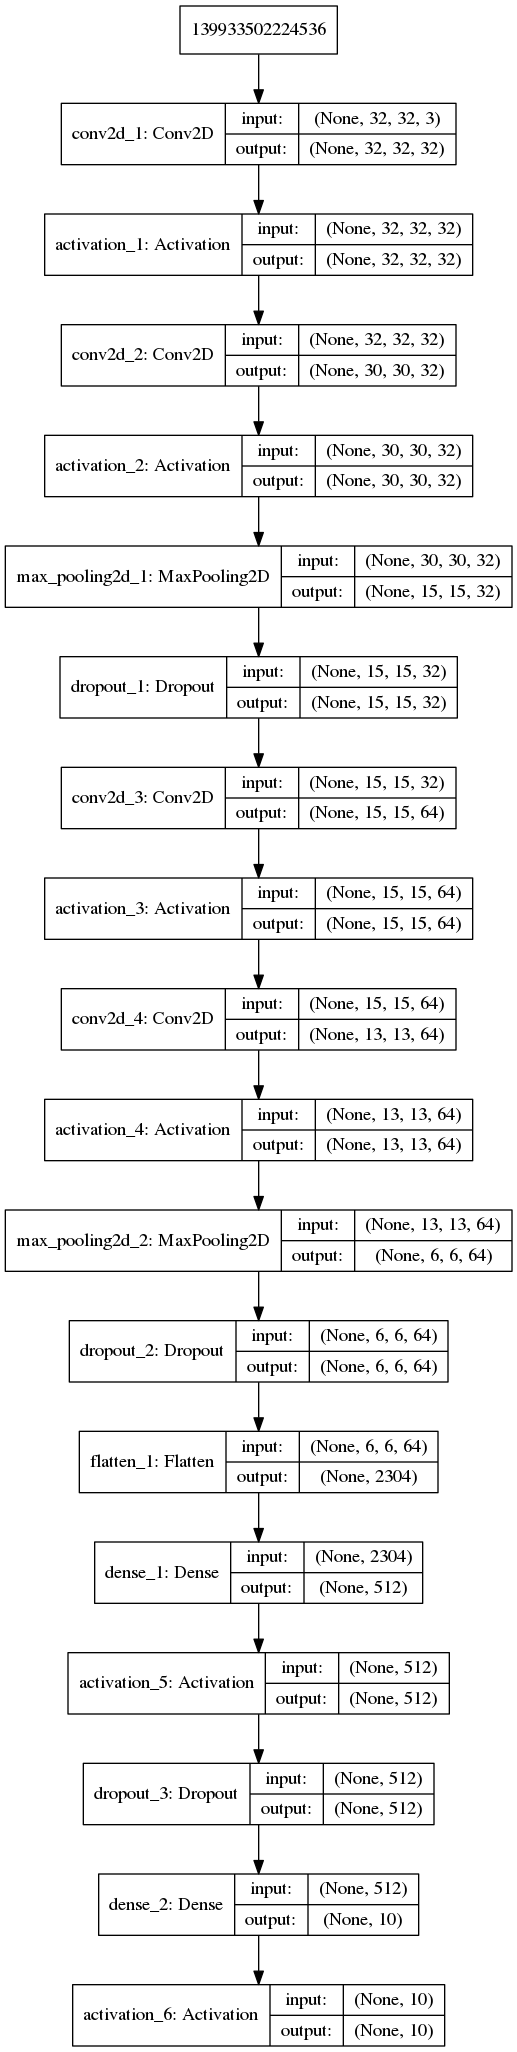 139933502224536
conv2d_1: Conv2D
input: (None, 32, 32, 3)
output: (None, 32, 32, 32)
activation_1: Activation
input: (None, 32, 32, 32)
output: (None, 32, 32, 32)
conv2d_2: Conv2D
input: (None, 32, 32, 32)
output: (None, 30, 30, 32)
activation_2: Activation
input: (None, 30, 30, 32)
output: (None, 30, 30, 32)
max_pooling2d_1: MaxPooling2D
input: (None, 30, 30, 32)
output: (None, 15, 15, 32)
dropout_1: Dropout
input: (None, 15, 15, 32)
output: (None, 15, 15, 32)
conv2d_3: Conv2D
input: (None, 15, 15, 32)
output: (None, 15, 15, 64)
activation_3: Activation
input: (None, 15, 15, 64)
output: (None, 15, 15, 64)
conv2d_4: Conv2D
input: (None, 15, 15, 64)
output: (None, 13, 13, 64)
activation_4: Activation
input: (None, 13, 13, 64)
output: (None, 13, 13, 64)
max_pooling2d_2: MaxPooling2D
input: (None, 13, 13, 64)
output: (None, 6, 6, 64)
dropout_2: Dropout
input: (None, 6, 6, 64)
output: (None, 6, 6, 64)
flatten_1: Flatten
input: (None, 6, 6, 64)
output: (None, 2304)
dense_1: Dense
input: (None, 2304)
output: (None, 512)
activation_5: Activation
input: (None, 512)
output: (None, 512)
dropout_3: Dropout
input: (None, 512)
output: (None, 512)
dense_2: Dense
input: (None, 512)
output: (None, 10)
activation_6: Activation
input: (None, 10)
output: (None, 10)